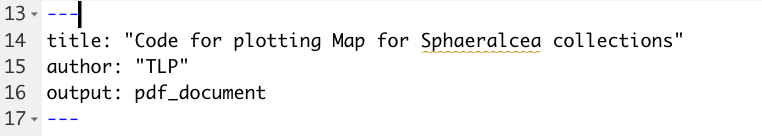 13 ---
14 title: "Code for plotting Map for Sphaeralcea collections"
15 author: "TLP"
16 output: pdf_document
17 ---